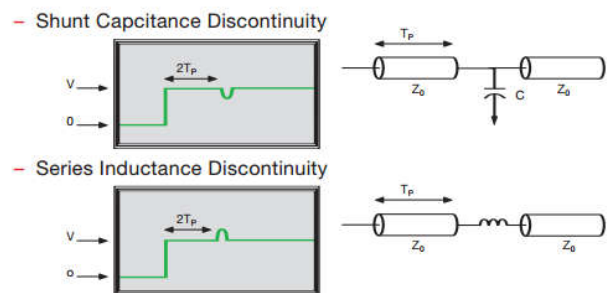 – Shunt Capcitance Discontinuity
2TP
V
0
TP
Z0
C
Z0
– Series Inductance Discontinuity
2TP
V
o
TP
Z0
Z0